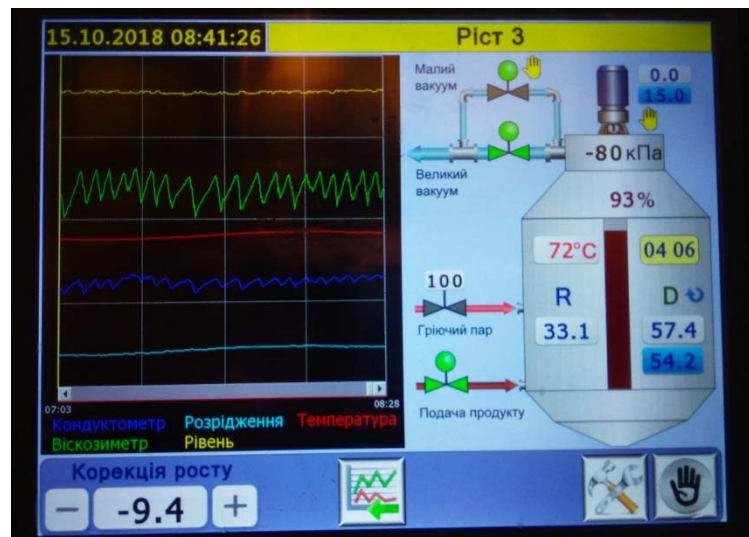 15.10.2018 08:41:26
Ріст 3
Малий
вакуум
0.0
15.0
-80 кПа
Великий
вакуум
93%
72°C
04 06
100
R
D
Гріючий пар
33.1
57.4
54.2
Подача продукту
07:03
08:28
Кондуктометр Розрідження Температура
Віскозиметр Рівень
Корекція росту
− -9.4 +